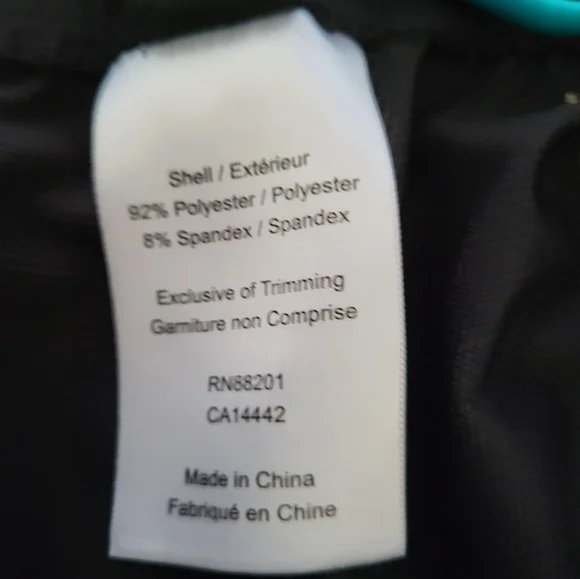 Shell / Extérieur
92% Polyester / Polyester
8% Spandex / Spandex
Exclusive of Trimming
Garniture non Comprise
RN88201
CA14442
Made in China
Fabriqué en Chine